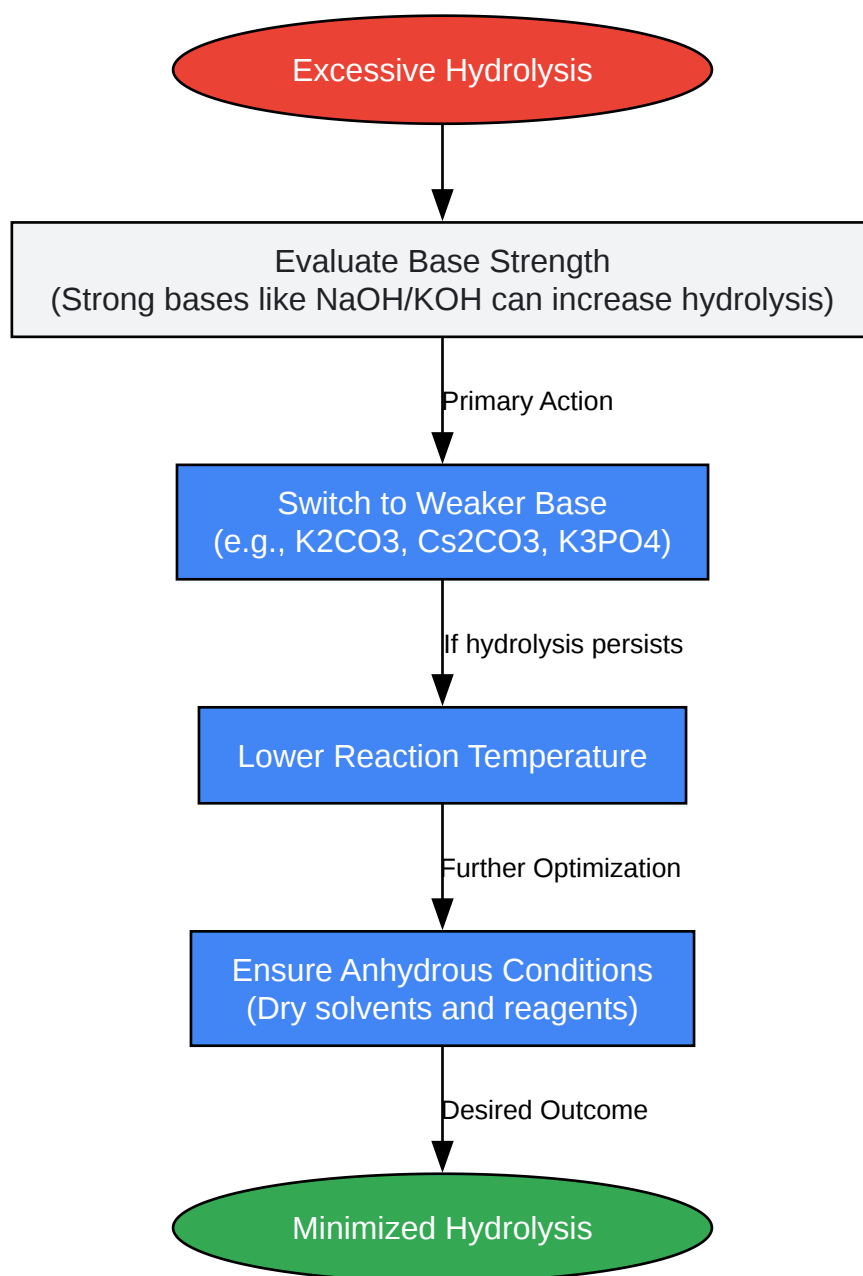 Excessive Hydrolysis
Evaluate Base Strength
(Strong bases like NaOH/KOH can increase hydrolysis)
Primary Action
Switch to Weaker Base
(e.g., K2CO3, Cs2CO3, K3PO4)
If hydrolysis persists
Lower Reaction Temperature
Further Optimization
Ensure Anhydrous Conditions
(Dry solvents and reagents)
Desired Outcome
Minimized Hydrolysis